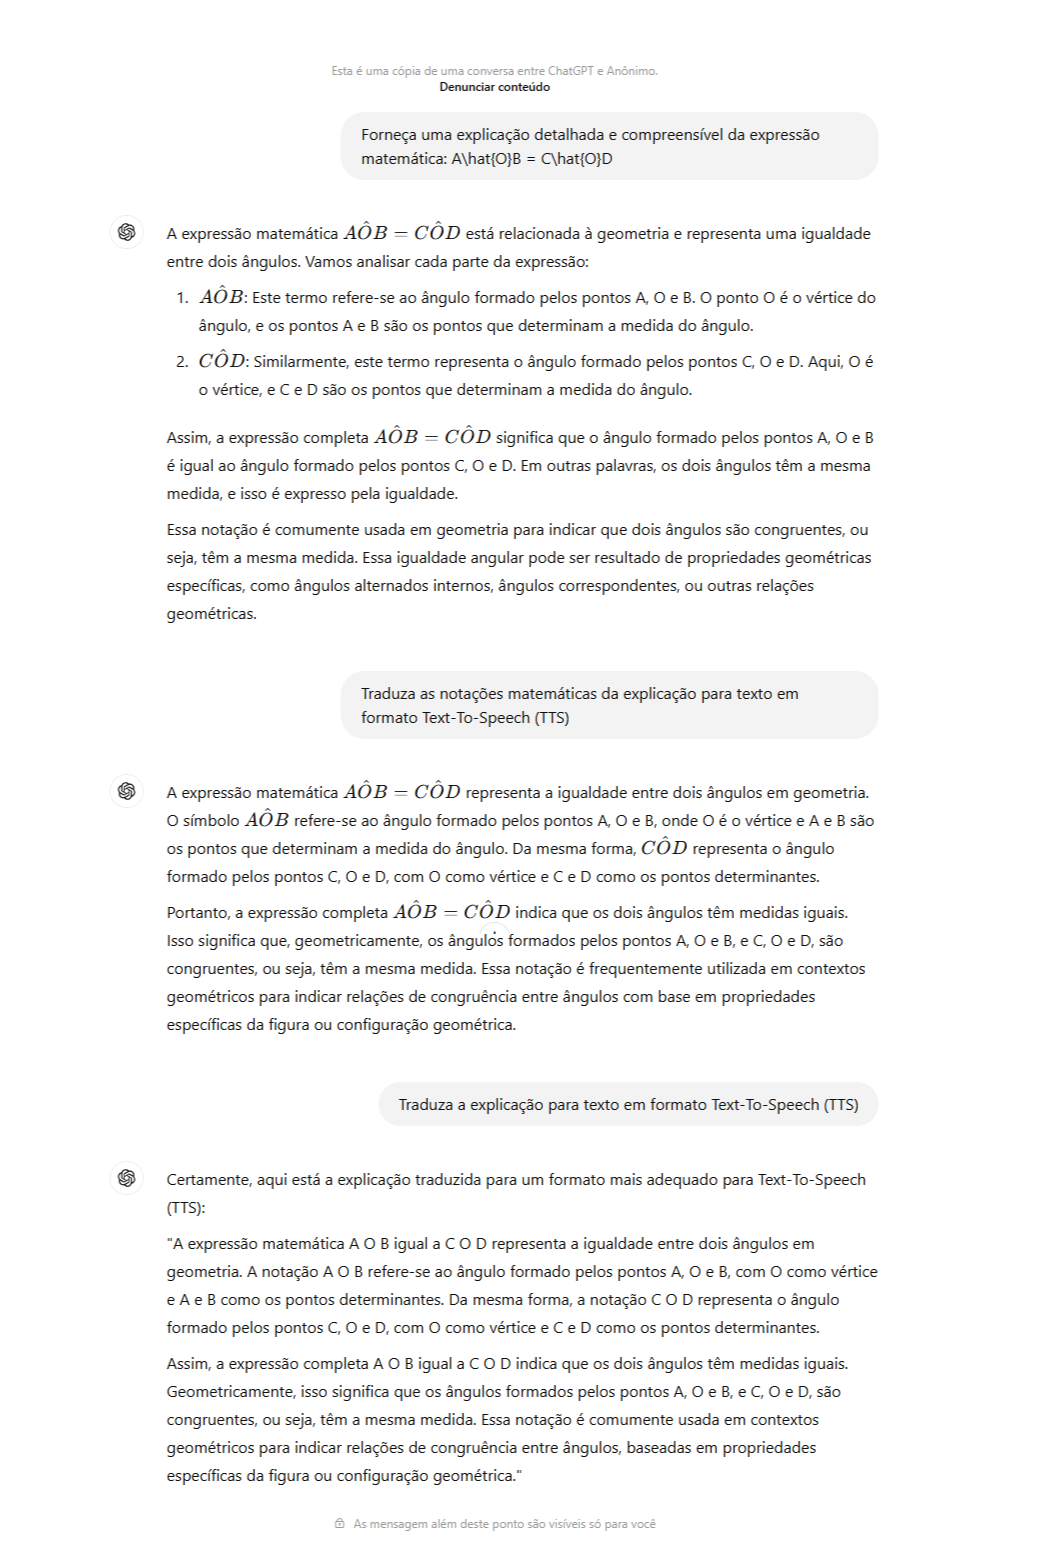 Esta é uma cópia de uma conversa entre ChatGPT e Anônimo.
Denunciar conteúdo
Forneça uma explicação detalhada e compreensível da expressão
matemática: A\hat{O}B = C\hat{O}D
A expressão matemática AÔB = CÔD está relacionada à geometria e representa uma igualdade
entre dois ângulos. Vamos analisar cada parte da expressão:
1. AÔB: Este termo refere-se ao ângulo formado pelos pontos A, O e B. O ponto O é o vértice do
ângulo, e os pontos A e B são os pontos que determinam a medida do ângulo.
2. CÔD: Similarmente, este termo representa o ângulo formado pelos pontos C, O e D. Aqui, O é
o vértice, e C e D são os pontos que determinam a medida do ângulo.
Assim, a expressão completa AÔB = CÔD significa que o ângulo formado pelos pontos A, O e B
é igual ao ângulo formado pelos pontos C, O e D. Em outras palavras, os dois ângulos têm a mesma
medida, e isso é expresso pela igualdade.
Essa notação é comumente usada em geometria para indicar que dois ângulos são congruentes, ou
seja, têm a mesma medida. Essa igualdade angular pode ser resultado de propriedades geométricas
específicas, como ângulos alternados internos, ângulos correspondentes, ou outras relações
geométricas.
Traduza as notações matemáticas da explicação para texto em
formato Text-To-Speech (TTS)
A expressão matemática AÔB = CÔD representa a igualdade entre dois ângulos em geometria.
O símbolo AÔB refere-se ao ângulo formado pelos pontos A, O e B, onde O é o vértice e A e B são
os pontos que determinam a medida do ângulo. Da mesma forma, CÔD representa o ângulo
formado pelos pontos C, O e D, com O como vértice e C e D como os pontos determinantes.
Portanto, a expressão completa AÔB = CÔD indica que os dois ângulos têm medidas iguais.
Isso significa que, geometricamente, os ângulos formados pelos pontos A, O e B, e C, O e D, são
congruentes, ou seja, têm a mesma medida. Essa notação é frequentemente utilizada em contextos
geométricos para indicar relações de congruência entre ângulos com base em propriedades
específicas da figura ou configuração geométrica.
Traduza a explicação para texto em formato Text-To-Speech (TTS)
Certamente, aqui está a explicação traduzida para um formato mais adequado para Text-To-Speech
(TTS):
"A expressão matemática A O B igual a C O D representa a igualdade entre dois ângulos em
geometria. A notação A O B refere-se ao ângulo formado pelos pontos A, O e B, com O como vértice
e A e B como os pontos determinantes. Da mesma forma, a notação C O D representa o ângulo
formado pelos pontos C, O e D, com O como vértice e C e D como os pontos determinantes.
Assim, a expressão completa A O B igual a C O D indica que os dois ângulos têm medidas iguais.
Geometricamente, isso significa que os ângulos formados pelos pontos A, O e B, e C, O e D, são
congruentes, ou seja, têm a mesma medida. Essa notação é comumente usada em contextos
geométricos para indicar relações de congruência entre ângulos, baseadas em propriedades
específicas da figura ou configuração geométrica."
As mensagem além deste ponto são visíveis só para você